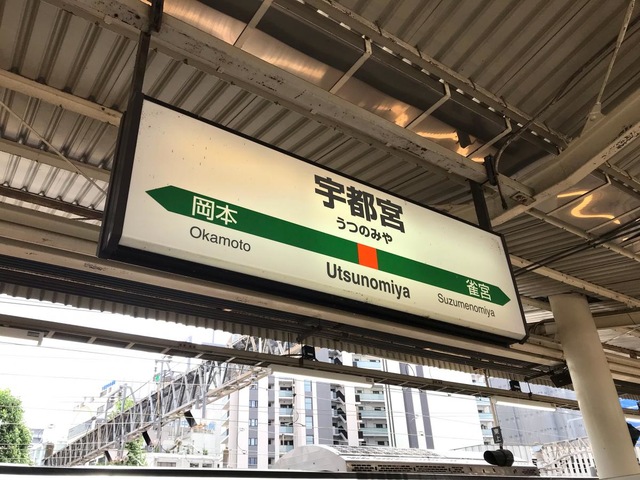 宇都宮
うつのみや
岡本
Okamoto
Utsunomiya
雀宮
Suzumenomiya